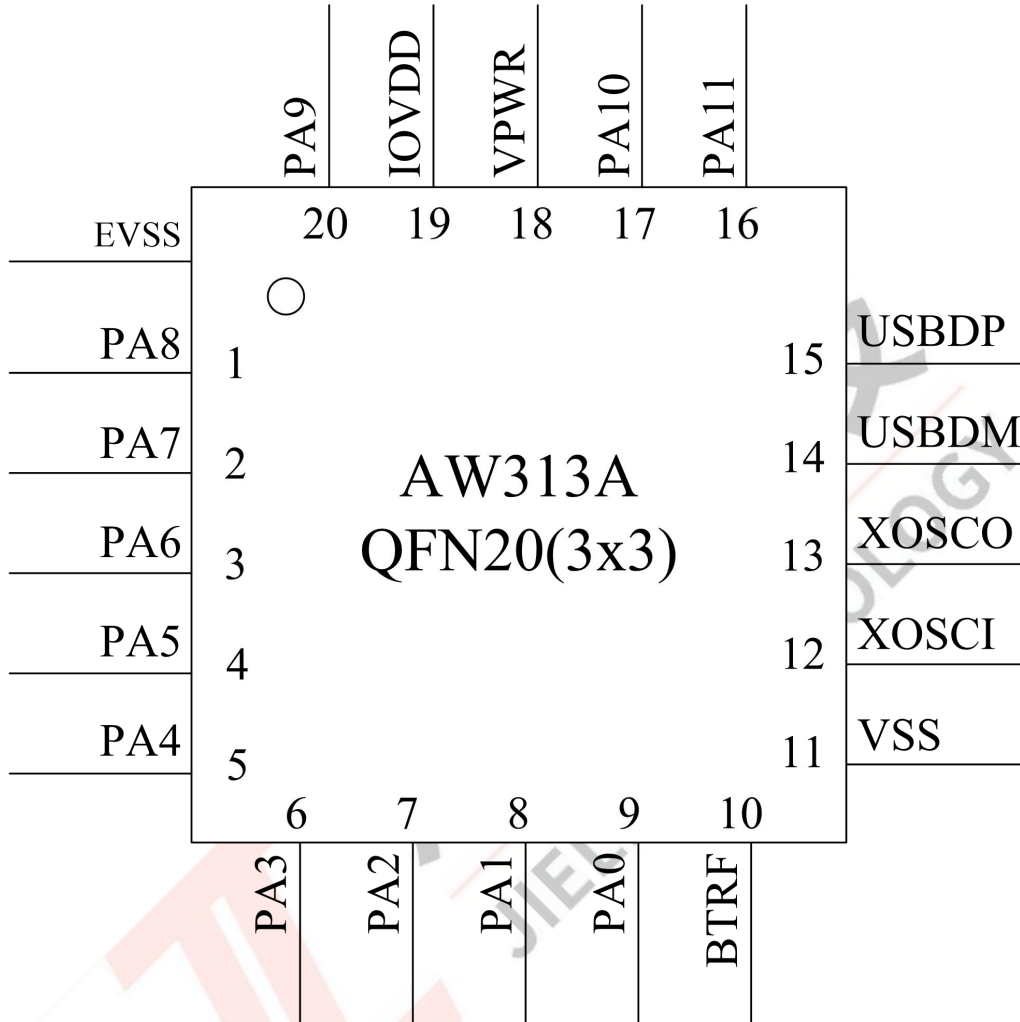 PA9
IOVDD
VPWR
PA10
PA11
20 19 18 17 16
EVSS
PA8 1
PA7 2
PA6 3
PA5 4
PA4 5
AW313A
QFN20(3x3)
15 USBDP
14 USBDM
13 XOSCO
12 XOSCI
11 VSS
6 7 8 9 10
PA3
PA2
PA1
PA0
BTRF